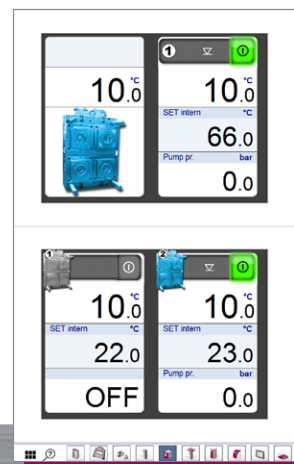 °C
10.0
1
°C
10.0
SET intern °C
66.0
Pump pr. bar
0.0
1
°C
10.0
SET intern °C
22.0
OFF
2
°C
10.0
SET intern °C
23.0
Pump pr. bar
0.0